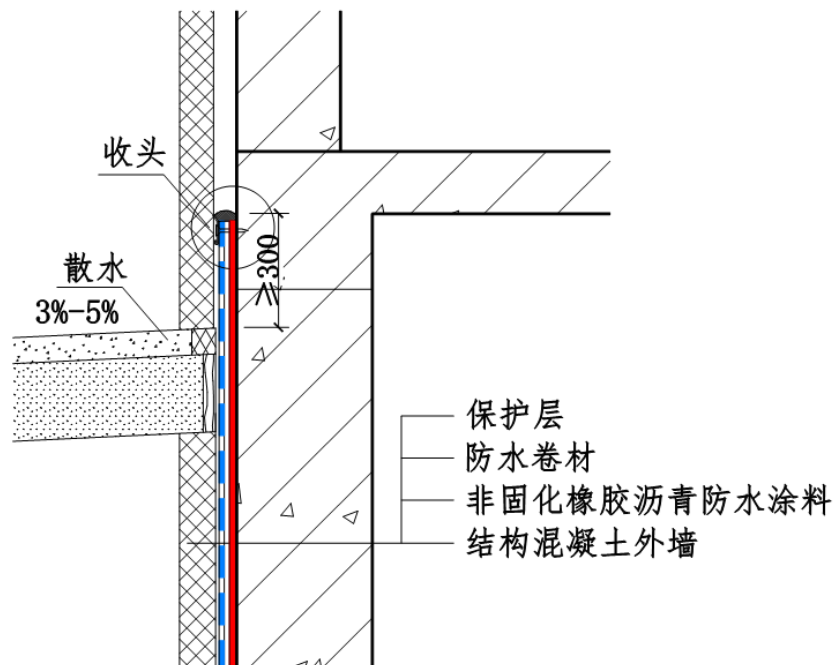 收头
≥300
散水
3%-5%
保护层
防水卷材
非固化橡胶沥青防水涂料
结构混凝土外墙